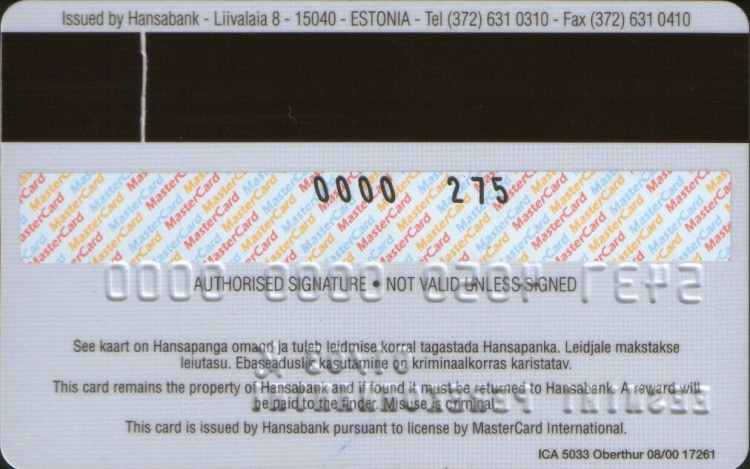 Issued by Hansabank - Liivalaia 8 - 15040 - ESTONIA - Tel (372) 631 0310 - Fax (372) 631 0410
MasterCard
0000 275
AUTHORISED SIGNATURE • NOT VALID UNLESS SIGNED
See kaart on Hansapanga omand ja tuleb leidmise korral tagastada Hansapanka. Leidjale makstakse
leiutasu. Ebaseaduslik kasutamine on kriminaalkorras karistatav.
This card remains the property of Hansabank and if found it must be returned to Hansabank. A reward will
be paid to the finder. Misuse is criminal
This card is issued by Hansabank pursuant to license by MasterCard International.
ICA 5033 Oberthur 08/00 17261